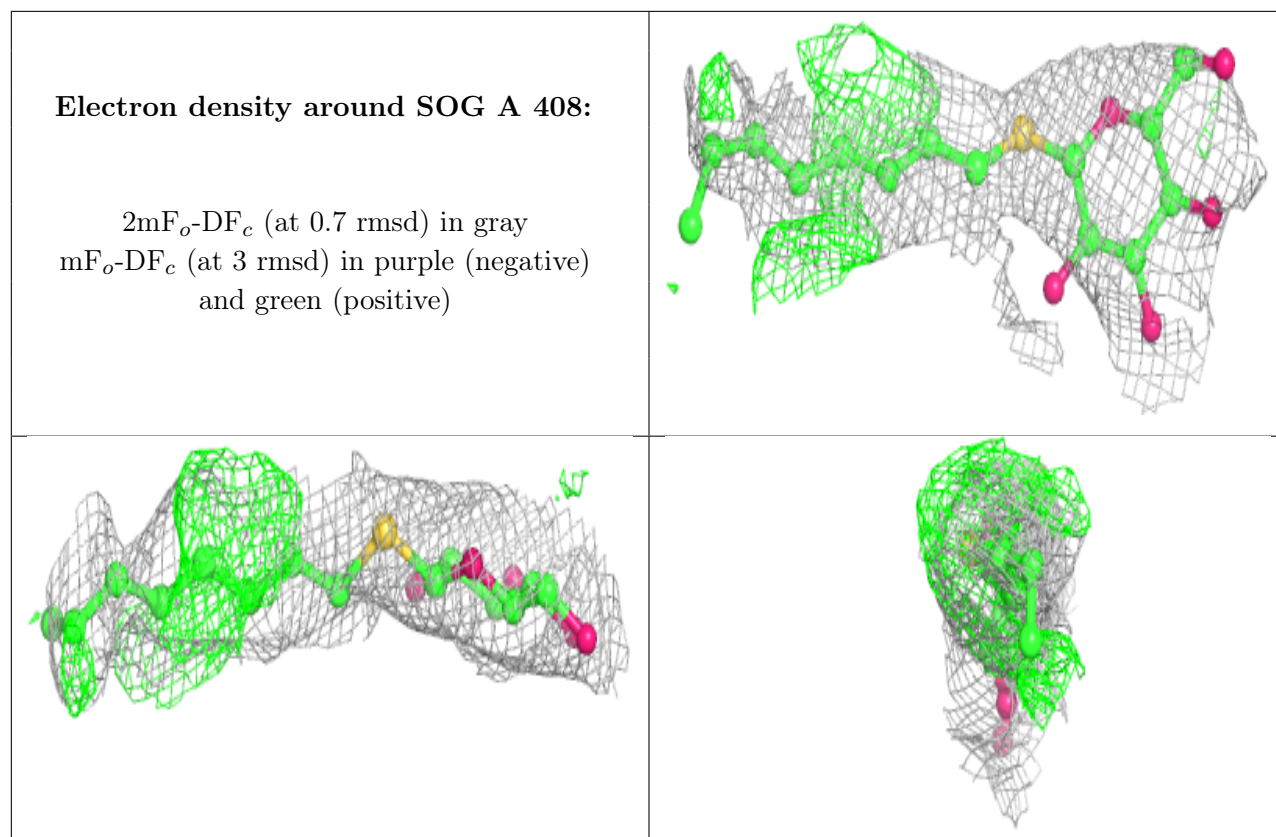 Electron density around SOG A 408:
2mFo-DFc (at 0.7 rmsd) in gray
mFo-DFc (at 3 rmsd) in purple (negative)
and green (positive)